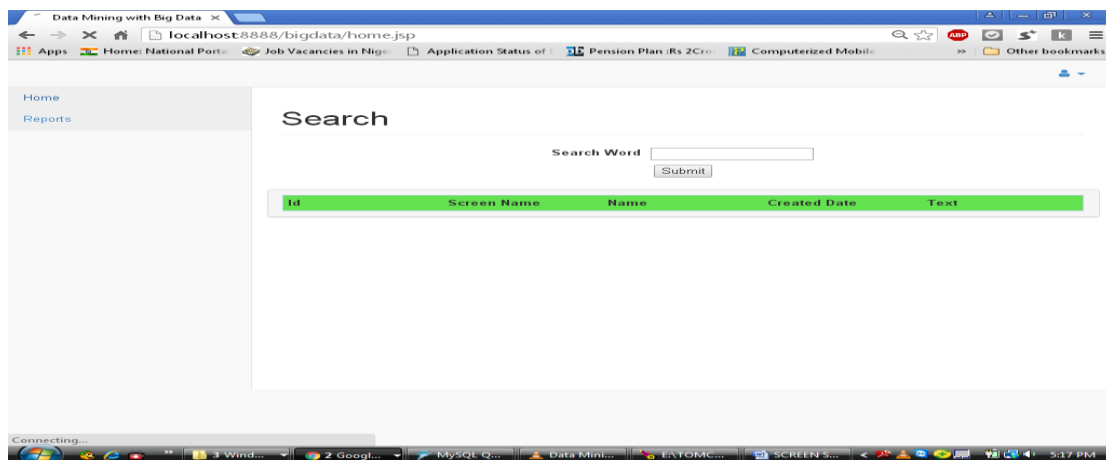 Data Mining with Big Data
localhost:8888/bigdata/home.jsp
ABP
k
Apps Home: National Porta Job Vacancies in Nige Application Status of Pension Plan :Rs 2Cro Computerized Mobile » Other bookmarks
Home
Reports
Search
Search Word
Submit
Id Screen Name Name Created Date Text
Connecting...
3 Wind... 2 Googl... MySQL Q... Data Mini... E:\TOMC... SCREEN S... 5:17 PM